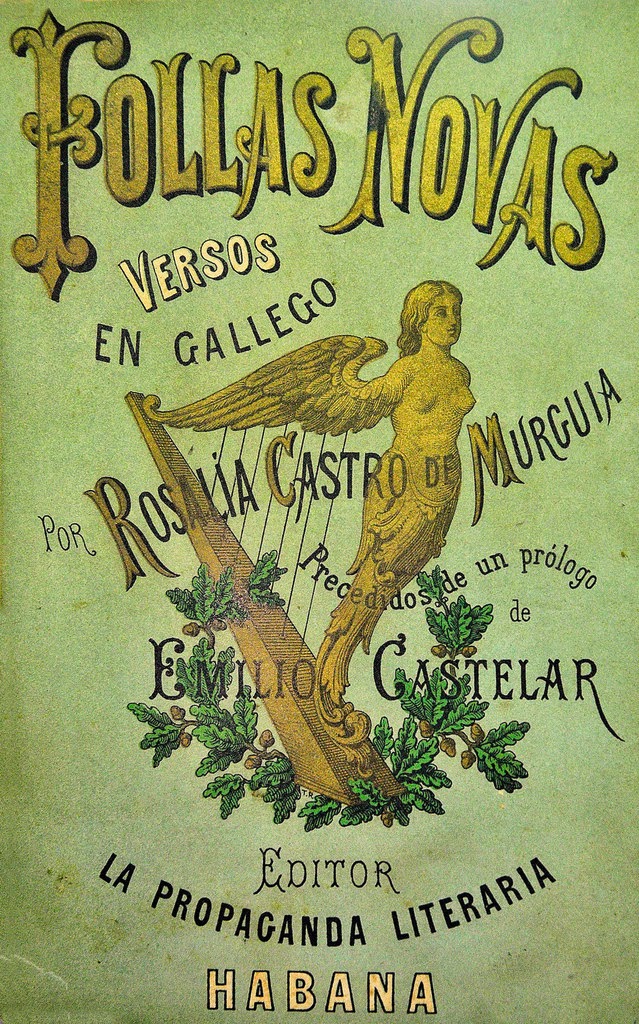 FOLLAS NOVAS
VERSOS
EN GALLEGO
POR ROSALÍA CASTRO DE MURGUIA
Precedidos de un prólogo
de
EMILIO CASTELAR
T.R.
EDITOR
LA PROPAGANDA LITERARIA
HABANA